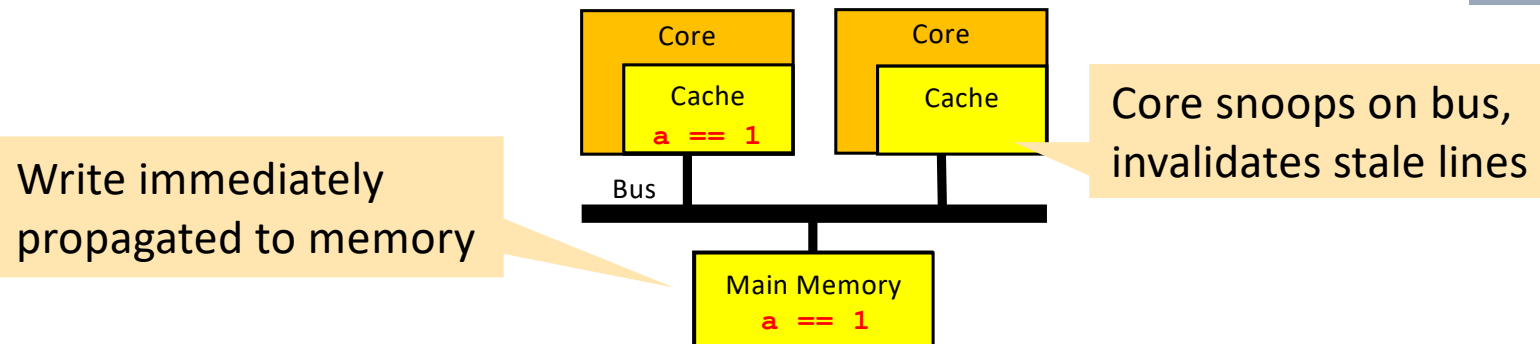 Core
Core
Cache
a == 1
Cache
Core snoops on bus,
invalidates stale lines
Write immediately
propagated to memory
Bus
Main Memory
a == 1